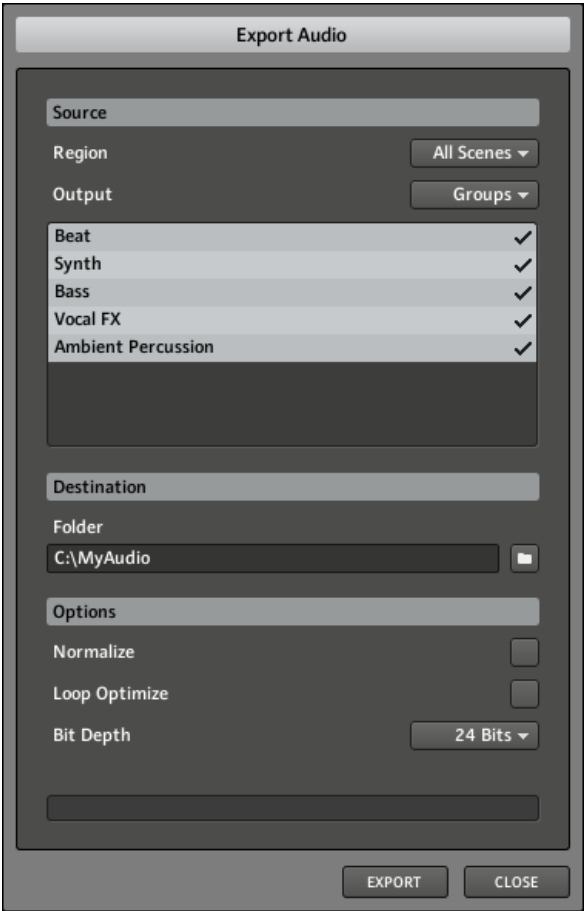 Export Audio
Source
Region All Scenes
Output Groups
Beat
Synth
Bass
Vocal FX
Ambient Percussion
Destination
Folder
C:\MyAudio
Options
Normalize
Loop Optimize
Bit Depth 24 Bits
EXPORT CLOSE